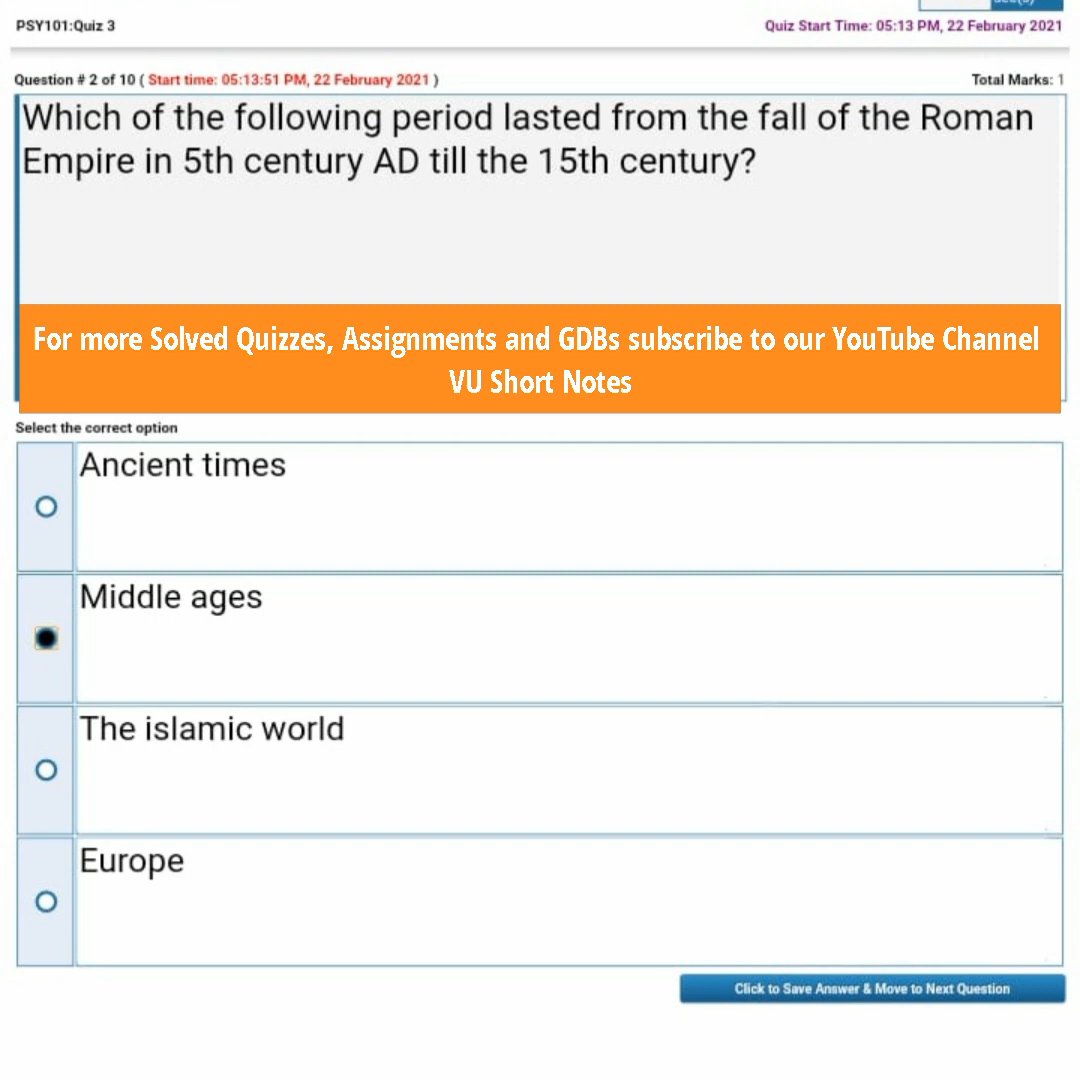 PSY101:Quiz 3
Quiz Start Time: 05:13 PM, 22 February 2021
Question # 2 of 10 ( Start time: 05:13:51 PM, 22 February 2021 )
Total Marks: 1
Which of the following period lasted from the fall of the Roman
Empire in 5th century AD till the 15th century?
For more Solved Quizzes, Assignments and GDBs subscribe to our YouTube Channel
VU Short Notes
Select the correct option
Ancient times
Middle ages
The islamic world
Europe
Click to Save Answer & Move to Next Question